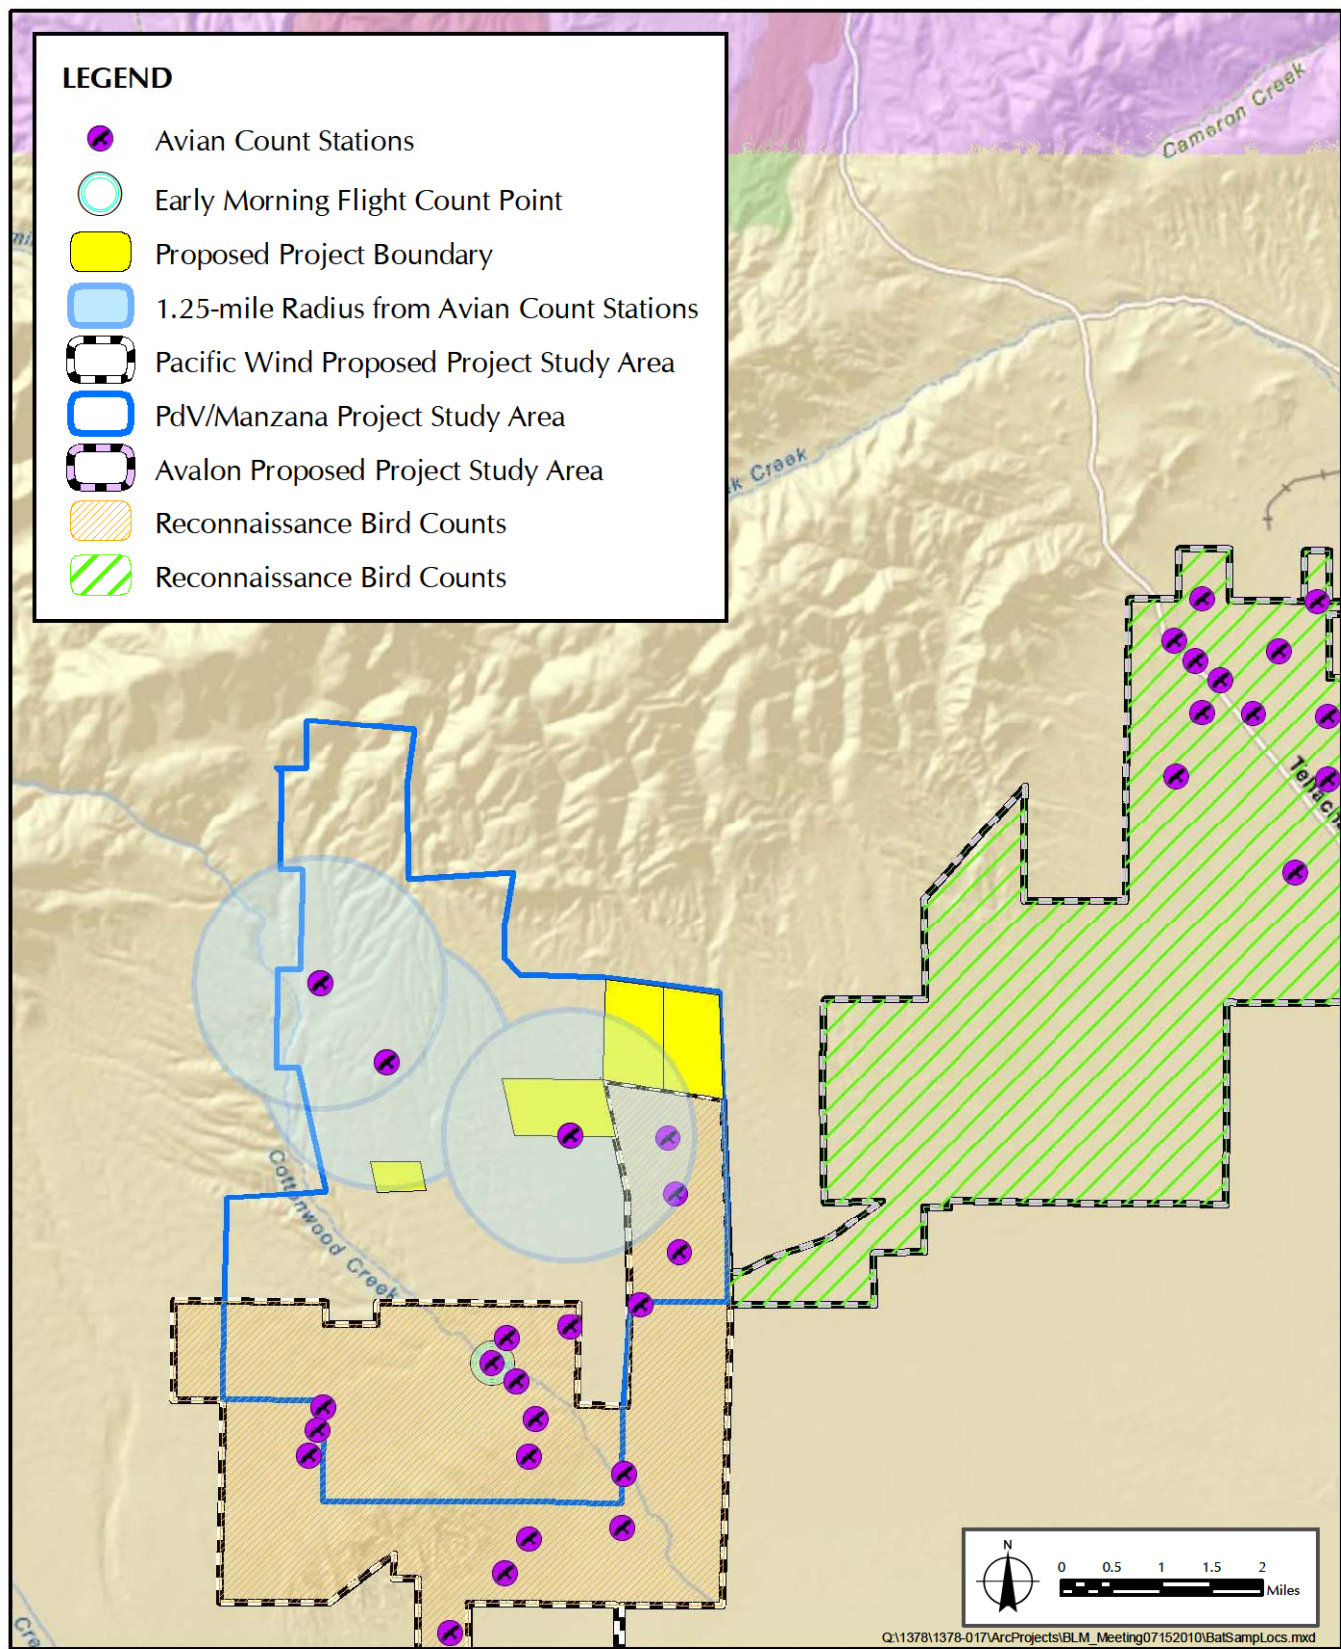 LEGEND
Avian Count Stations
Early Morning Flight Count Point
Proposed Project Boundary
1.25-mile Radius from Avian Count Stations
Pacific Wind Proposed Project Study Area
PdV/Manzana Project Study Area
Avalon Proposed Project Study Area
Reconnaissance Bird Counts
Reconnaissance Bird Counts
Cameron Creek
k Creek
Cottonwood Creek
Cre
N
0 0.5 1 1.5 2
Miles
Q:\1378\1378-017\ArcProjects\BLM_Meeting07152010\BatSampLocs.mxd